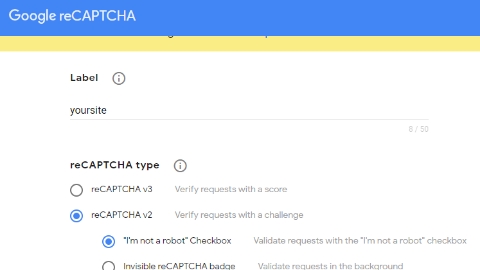 Google reCAPTCHA
Label
yoursite
8 / 50
reCAPTCHA type
reCAPTCHA v3 Verify requests with a score
reCAPTCHA v2 Verify requests with a challenge
"I'm not a robot" Checkbox Validate requests with the "I'm not a robot" checkbox
Invisible reCAPTCHA badge Validate requests in the background